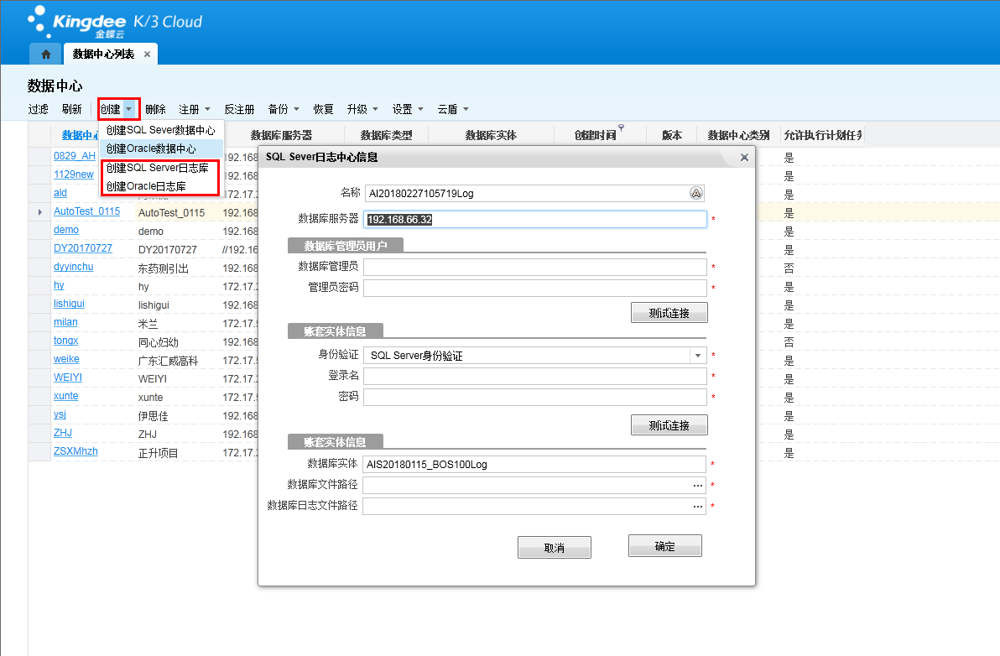 Kingdee K/3 Cloud
金蝶云
数据中心列表 ×
数据中心
过滤 刷新 创建 删除 注册 反注册 备份 恢复 升级 设置 云盾
创建SQL Sever数据中心
创建Oracle数据中心
创建SQL Server日志库
创建Oracle日志库
数据中心 数据库服务器 数据库类型 数据库实体 创建时间 版本 数据中心类别 允许执行计划任务
0829_AH 192.168 是
1129new 192.168 是
ald 172.17.2 是
AutoTest_0115 AutoTest_0115 192.168 是
demo demo 192.168 是
DY20170727 DY20170727 //192.16 是
dyyinchu 东药测引出 192.168 否
hy hy 172.17.2 是
lishigui lishigui 192.168 是
milan 米兰 172.17.5 是
tongx 同心妇幼 192.168 否
weike 广东汇威高科 172.17.5 是
WEIYI WEIYI 172.17.2 是
xunte xunte 172.17.5 是
ysj 伊思佳 192.168 是
ZHJ ZHJ 192.168 是
ZSXMhzh 正升项目 172.17.2 是
SQL Sever日志中心信息 ×
名称 AI20180227105719Log
数据库服务器 192.168.66.32 *
数据库管理员用户
数据库管理员 *
管理员密码 *
测试连接
账套实体信息
身份验证 SQL Server身份验证 *
登录名 *
密码 *
测试连接
账套实体信息
数据库实体 AIS20180115_BOS100Log *
数据库文件路径 ... *
数据库日志文件路径 ... *
取消 确定